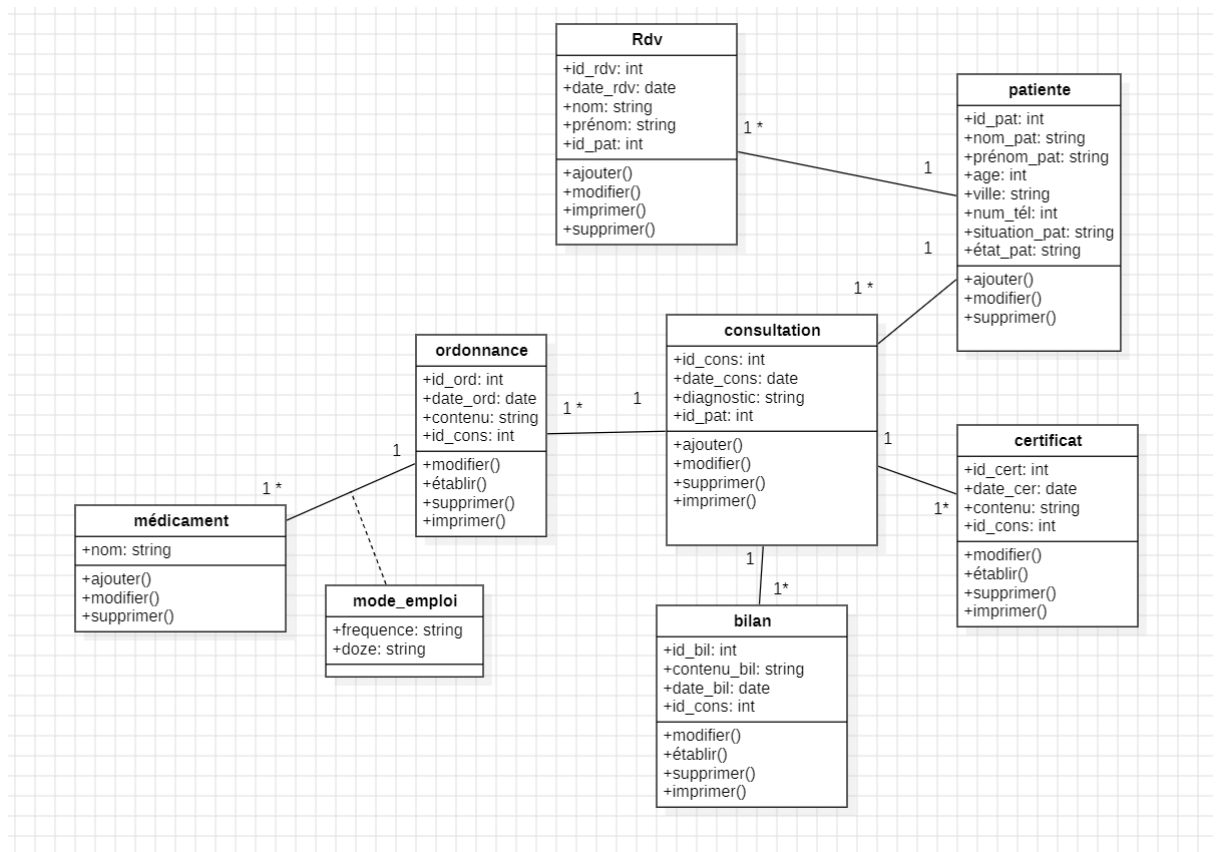 Rdv
+id_rdv: int
+date_rdv: date
+nom: string
+prénom: string
+id_pat: int
+ajouter()
+modifier()
+imprimer()
+supprimer()
1 *
1
patiente
+id_pat: int
+nom_pat: string
+prénom_pat: string
+age: int
+ville: string
+num_tél: int
+situation_pat: string
+état_pat: string
+ajouter()
+modifier()
+supprimer()
1
1 *
consultation
+id_cons: int
+date_cons: date
+diagnostic: string
+id_pat: int
+ajouter()
+modifier()
+supprimer()
+imprimer()
ordonnance
+id_ord: int
+date_ord: date
+contenu: string
+id_cons: int
+modifier()
+établir()
+supprimer()
+imprimer()
1 *
1
1
1 *
médicament
+nom: string
+ajouter()
+modifier()
+supprimer()
mode_emploi
+frequence: string
+doze: string
1
1*
certificat
+id_cert: int
+date_cer: date
+contenu: string
+id_cons: int
+modifier()
+établir()
+supprimer()
+imprimer()
1
1*
bilan
+id_bil: int
+contenu_bil: string
+date_bil: date
+id_cons: int
+modifier()
+établir()
+supprimer()
+imprimer()